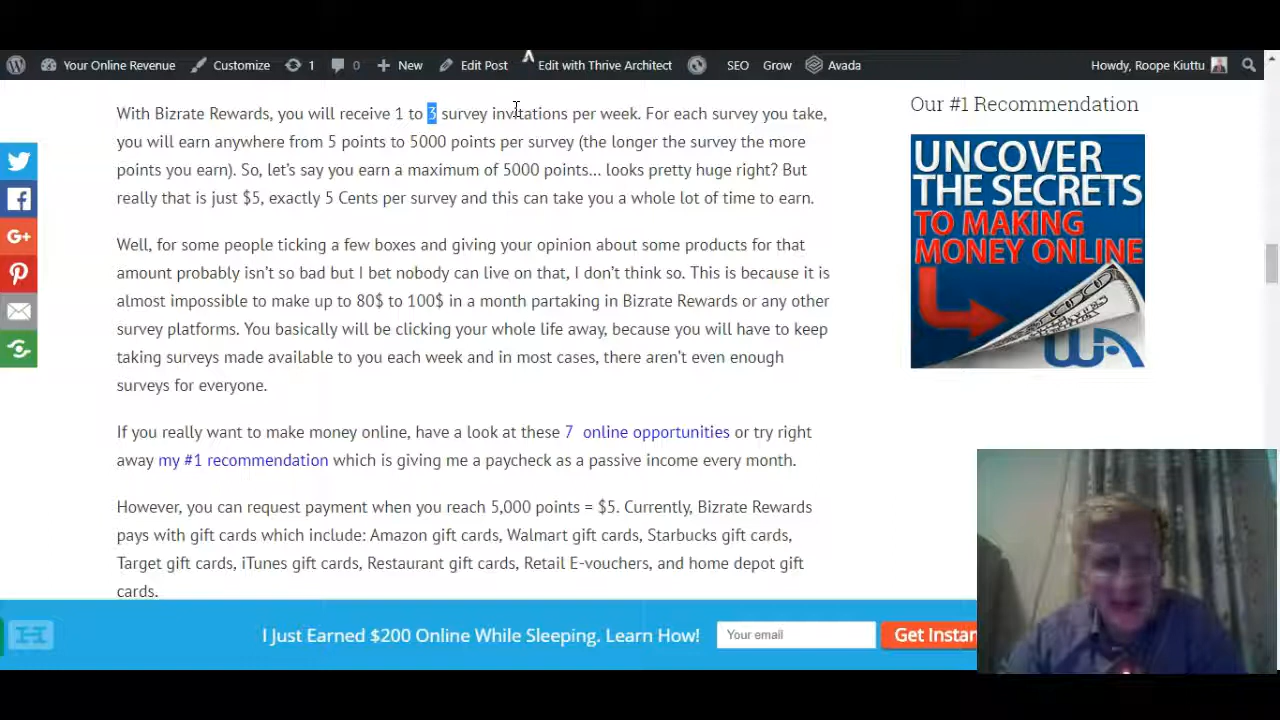 Your Online Revenue Customize 1 0 New Edit Post Edit with Thrive Architect SEO Grow Avada Howdy, Roope Kiuttu
With Bizrate Rewards, you will receive 1 to 3 survey invitations per week. For each survey you take,
you will earn anywhere from 5 points to 5000 points per survey (the longer the survey the more
points you earn). So, let's say you earn a maximum of 5000 points... looks pretty huge right? But
really that is just $5, exactly 5 Cents per survey and this can take you a whole lot of time to earn.
Well, for some people ticking a few boxes and giving your opinion about some products for that
amount probably isn't so bad but I bet nobody can live on that, I don't think so. This is because it is
almost impossible to make up to 80$ to 100$ in a month partaking in Bizrate Rewards or any other
survey platforms. You basically will be clicking your whole life away, because you will have to keep
taking surveys made available to you each week and in most cases, there aren't even enough
surveys for everyone.
If you really want to make money online, have a look at these 7 online opportunities or try right
away my #1 recommendation which is giving me a paycheck as a passive income every month.
However, you can request payment when you reach 5,000 points = $5. Currently, Bizrate Rewards
pays with gift cards which include: Amazon gift cards, Walmart gift cards, Starbucks gift cards,
Target gift cards, iTunes gift cards, Restaurant gift cards, Retail E-vouchers, and home depot gift
cards.
Our #1 Recommendation
UNCOVER
THE SECRETS
TO MAKING
MONEY ONLINE
100
WA
G+
I Just Earned $200 Online While Sleeping. Learn How! Your email Get Instan